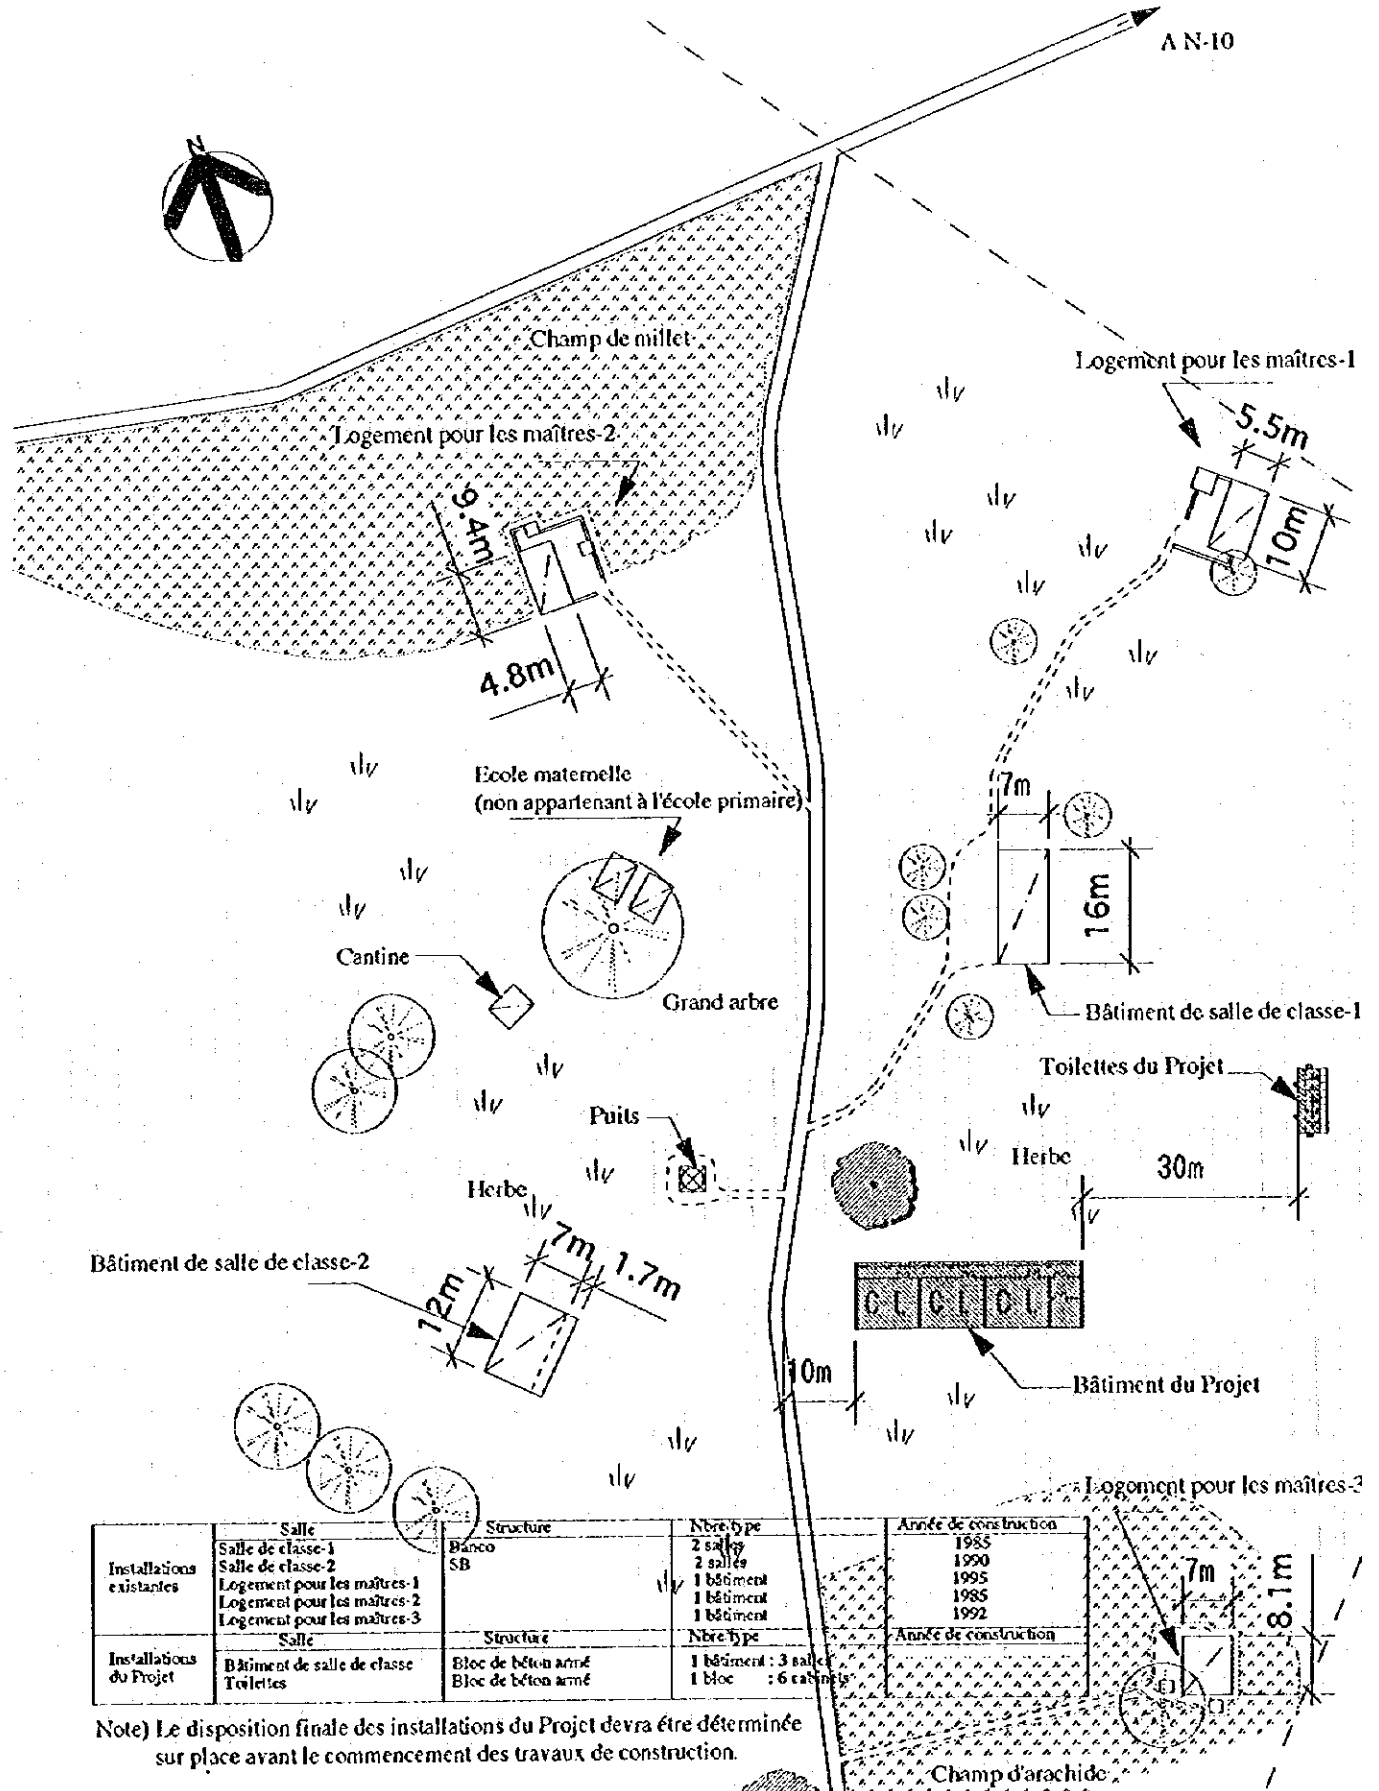 A N-10
N
Champ de millet
Logement pour les maîtres-1
5.5m
10m
Logement pour les maîtres-2
9.4m
4.8m
Ecole maternelle
(non appartenant à l'école primaire)
7m
16m
Cantine
Grand arbre
Bâtiment de salle de classe-1
Toilettes du Projet
Puits
Herbe
Herbe
30m
Bâtiment de salle de classe-2
7m
1.7m
12m
CL CL CL
10m
Bâtiment du Projet
Logement pour les maîtres-3
7m
8.1m
Salle Structure Nbre/type Année de construction
Installations existantes
Salle de classe-1 Banco 2 salles 1985
Salle de classe-2 SB 2 salles 1990
Logement pour les maîtres-1 1 bâtiment 1995
Logement pour les maîtres-2 1 bâtiment 1985
Logement pour les maîtres-3 1 bâtiment 1992
Salle Structure Nbre/type Année de construction
Installations du Projet
Bâtiment de salle de classe Bloc de béton armé 1 bâtiment : 3 salles
Toilettes Bloc de béton armé 1 bloc : 6 cabinets
Note) Le disposition finale des installations du Projet devra être déterminée
sur place avant le commencement des travaux de construction.
Champ d'arachide